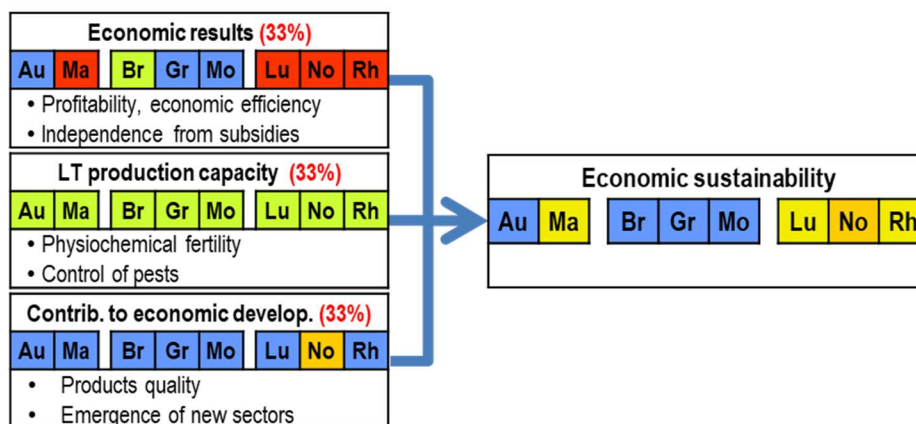 Economic results (33%)
Au Ma Br Gr Mo Lu No Rh
• Profitability, economic efficiency
• Independence from subsidies
LT production capacity (33%)
Au Ma Br Gr Mo Lu No Rh
• Physiochemical fertility
• Control of pests
Contrib. to economic develop. (33%)
Au Ma Br Gr Mo Lu No Rh
• Products quality
• Emergence of new sectors
Economic sustainability
Au Ma Br Gr Mo Lu No Rh